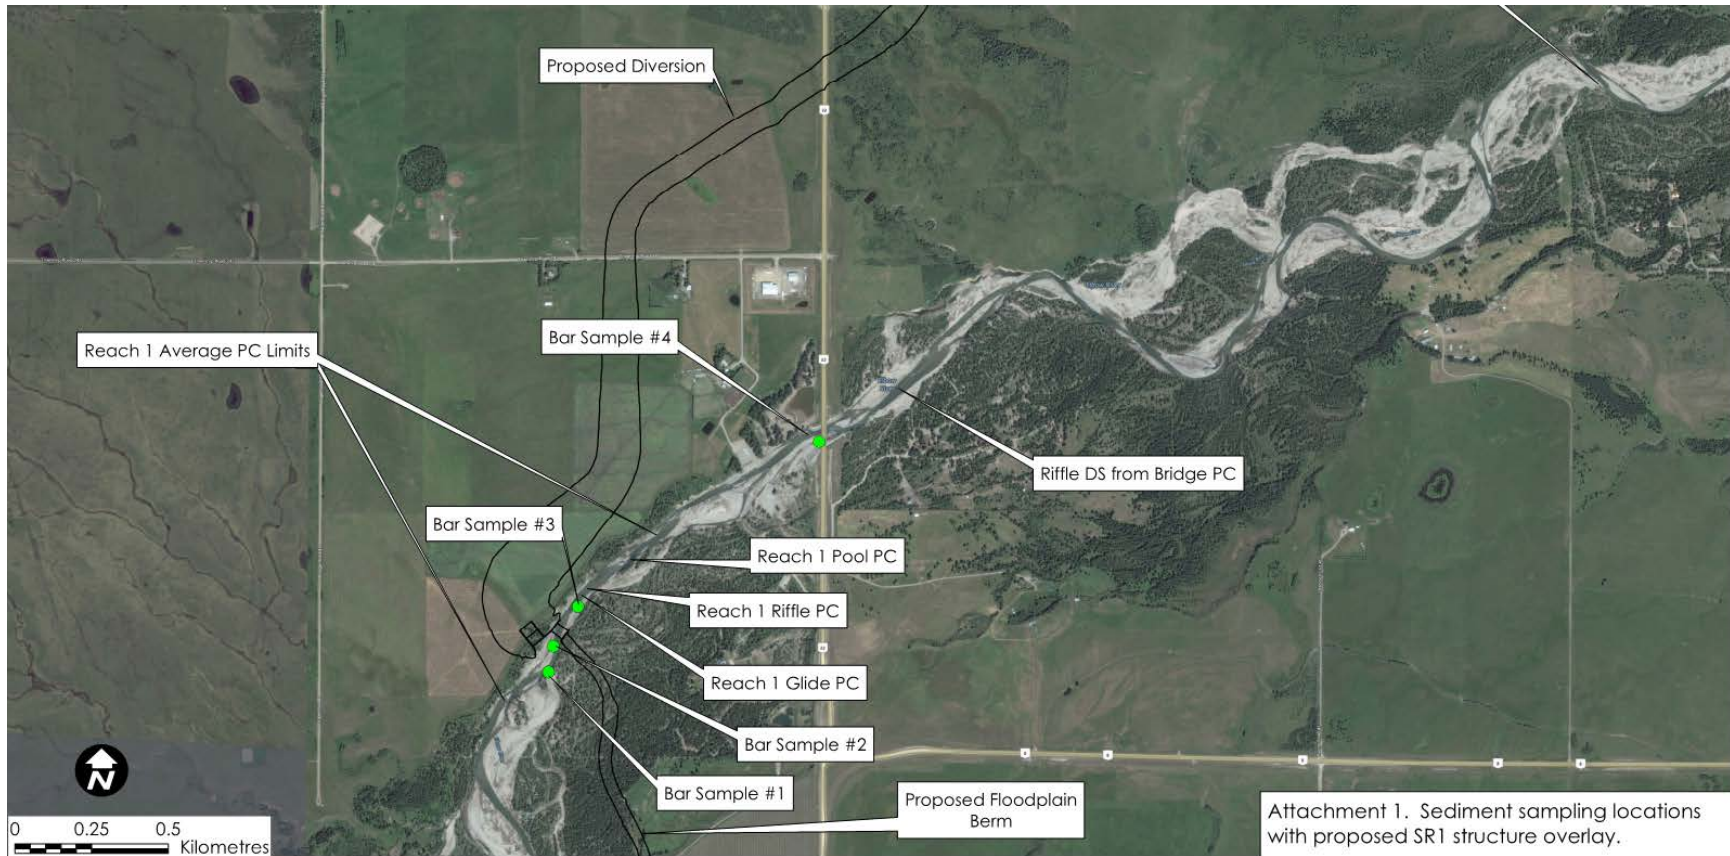 Proposed Diversion
Bar Sample #4
Reach 1 Average PC Limits
Riffle DS from Bridge PC
Bar Sample #3
Reach 1 Pool PC
Reach 1 Riffle PC
Reach 1 Glide PC
Bar Sample #2
Bar Sample #1
Proposed Floodplain
Berm
N
0 0.25 0.5
Kilometres
Attachment 1. Sediment sampling locations
with proposed SR1 structure overlay.